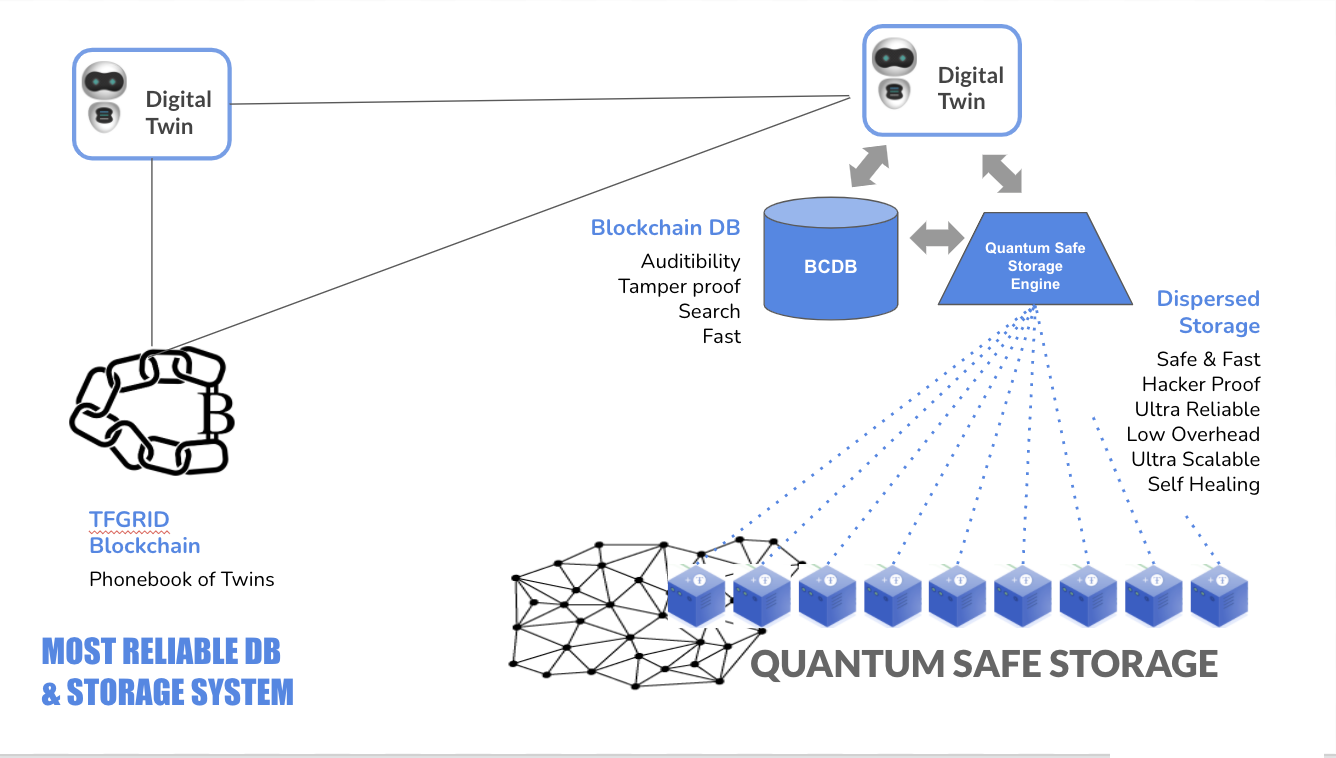 Digital
Twin
Digital
Twin
Blockchain DB
Auditibility
Tamper proof
Search
Fast
BCDB
Quantum Safe
Storage
Engine
Dispersed
Storage
Safe & Fast
Hacker Proof
Ultra Reliable
Low Overhead
Ultra Scalable
Self Healing
B
TFGRID
Blockchain
Phonebook of Twins
MOST RELIABLE DB
& STORAGE SYSTEM
QUANTUM SAFE STORAGE